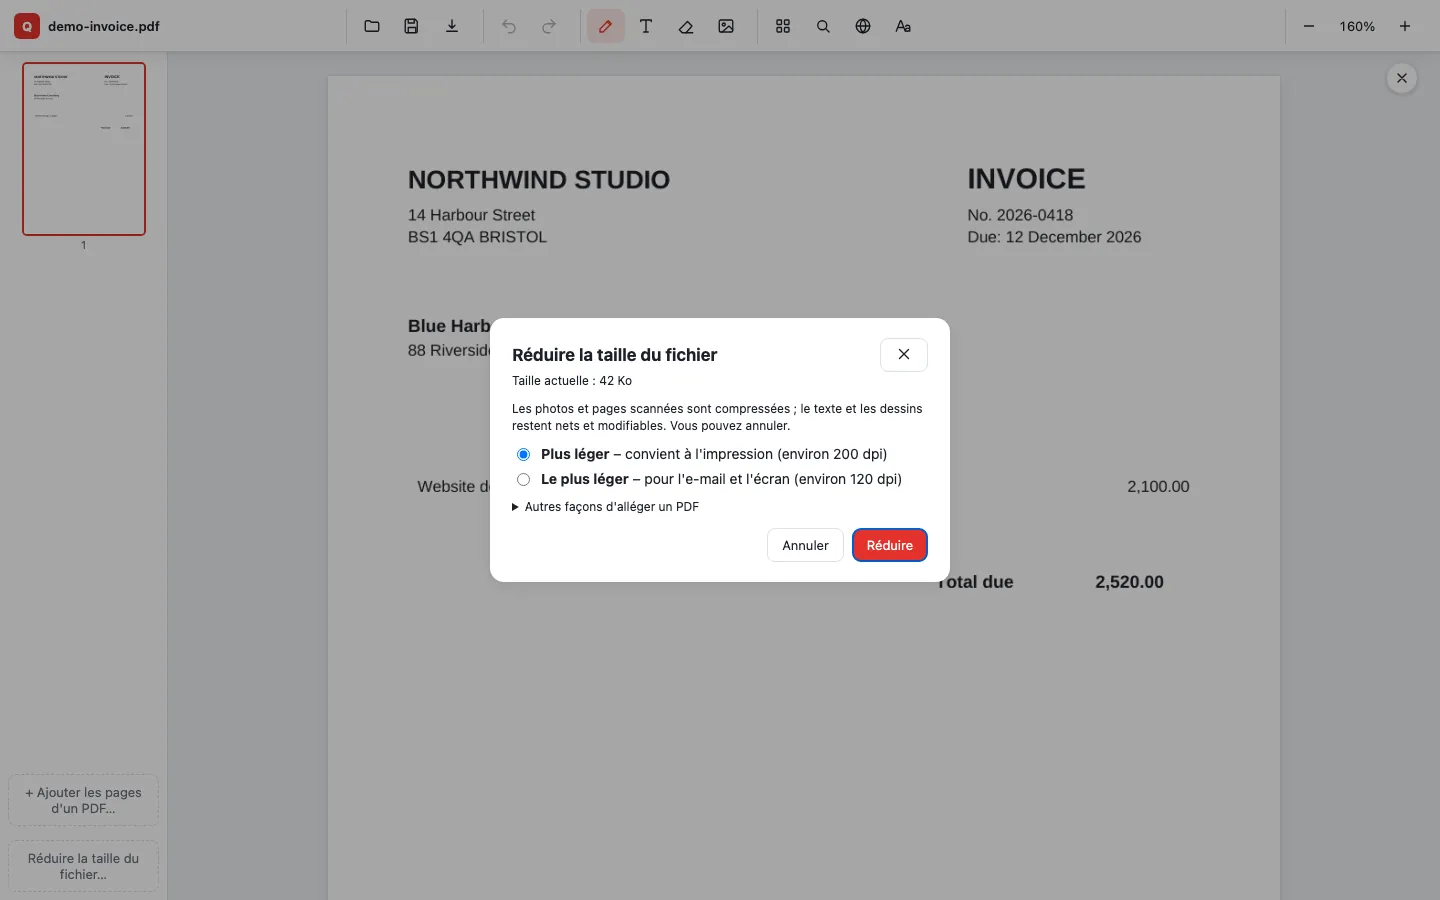 Q demo-invoice.pdf
T
Aa
160%
1
NORTHWIND STUDIO
INVOICE
14 Harbour Street
No. 2026-0418
BS1 4QA BRISTOL
Due: 12 December 2026
Blue Harb
88 Riversid
Réduire la taille du fichier
Taille actuelle : 42 Ko
Les photos et pages scannées sont compressées ; le texte et les dessins
restent nets et modifiables. Vous pouvez annuler.
Plus léger – convient à l'impression (environ 200 dpi)
Le plus léger – pour l'e-mail et l'écran (environ 120 dpi)
Autres façons d'alléger un PDF
Annuler
Réduire
Website d
2,100.00
Total due
2,520.00
+ Ajouter les pages
d'un PDF…
Réduire la taille du
fichier…